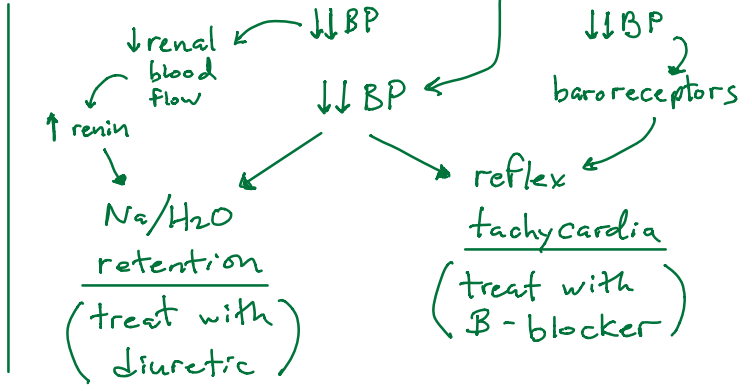 ↓↓BP
↓renal
blood
flow
↑ renin
↓↓ BP
↓↓BP
baroreceptors
Na/H2O
retention
(treat with
diuretic)
reflex
tachycardia
(treat with
B-blocker)